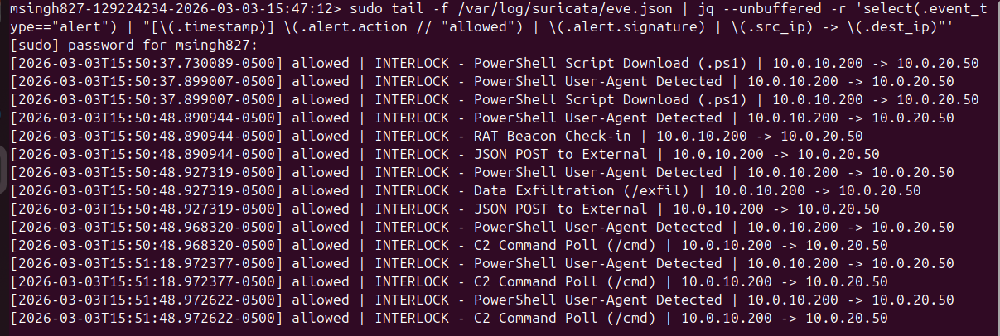 msingh827-129224234-2026-03-03-15:47:12> sudo tail -f /var/log/suricata/eve.json | jq --unbuffered -r 'select(.event_t
ype=="alert") | "[\(.timestamp)] \(.alert.action // "allowed") | \(.alert.signature) | \(.src_ip) -> \(.dest_ip)"'
[sudo] password for msingh827:
[2026-03-03T15:50:37.730089-0500] allowed | INTERLOCK - PowerShell Script Download (.ps1) | 10.0.10.200 -> 10.0.20.50
[2026-03-03T15:50:37.899007-0500] allowed | INTERLOCK - PowerShell User-Agent Detected | 10.0.10.200 -> 10.0.20.50
[2026-03-03T15:50:37.899007-0500] allowed | INTERLOCK - PowerShell Script Download (.ps1) | 10.0.10.200 -> 10.0.20.50
[2026-03-03T15:50:48.890944-0500] allowed | INTERLOCK - PowerShell User-Agent Detected | 10.0.10.200 -> 10.0.20.50
[2026-03-03T15:50:48.890944-0500] allowed | INTERLOCK - RAT Beacon Check-in | 10.0.10.200 -> 10.0.20.50
[2026-03-03T15:50:48.890944-0500] allowed | INTERLOCK - JSON POST to External | 10.0.10.200 -> 10.0.20.50
[2026-03-03T15:50:48.927319-0500] allowed | INTERLOCK - PowerShell User-Agent Detected | 10.0.10.200 -> 10.0.20.50
[2026-03-03T15:50:48.927319-0500] allowed | INTERLOCK - Data Exfiltration (/exfil) | 10.0.10.200 -> 10.0.20.50
[2026-03-03T15:50:48.927319-0500] allowed | INTERLOCK - JSON POST to External | 10.0.10.200 -> 10.0.20.50
[2026-03-03T15:50:48.968320-0500] allowed | INTERLOCK - PowerShell User-Agent Detected | 10.0.10.200 -> 10.0.20.50
[2026-03-03T15:50:48.968320-0500] allowed | INTERLOCK - C2 Command Poll (/cmd) | 10.0.10.200 -> 10.0.20.50
[2026-03-03T15:51:18.972377-0500] allowed | INTERLOCK - PowerShell User-Agent Detected | 10.0.10.200 -> 10.0.20.50
[2026-03-03T15:51:18.972377-0500] allowed | INTERLOCK - C2 Command Poll (/cmd) | 10.0.10.200 -> 10.0.20.50
[2026-03-03T15:51:48.972622-0500] allowed | INTERLOCK - PowerShell User-Agent Detected | 10.0.10.200 -> 10.0.20.50
[2026-03-03T15:51:48.972622-0500] allowed | INTERLOCK - C2 Command Poll (/cmd) | 10.0.10.200 -> 10.0.20.50